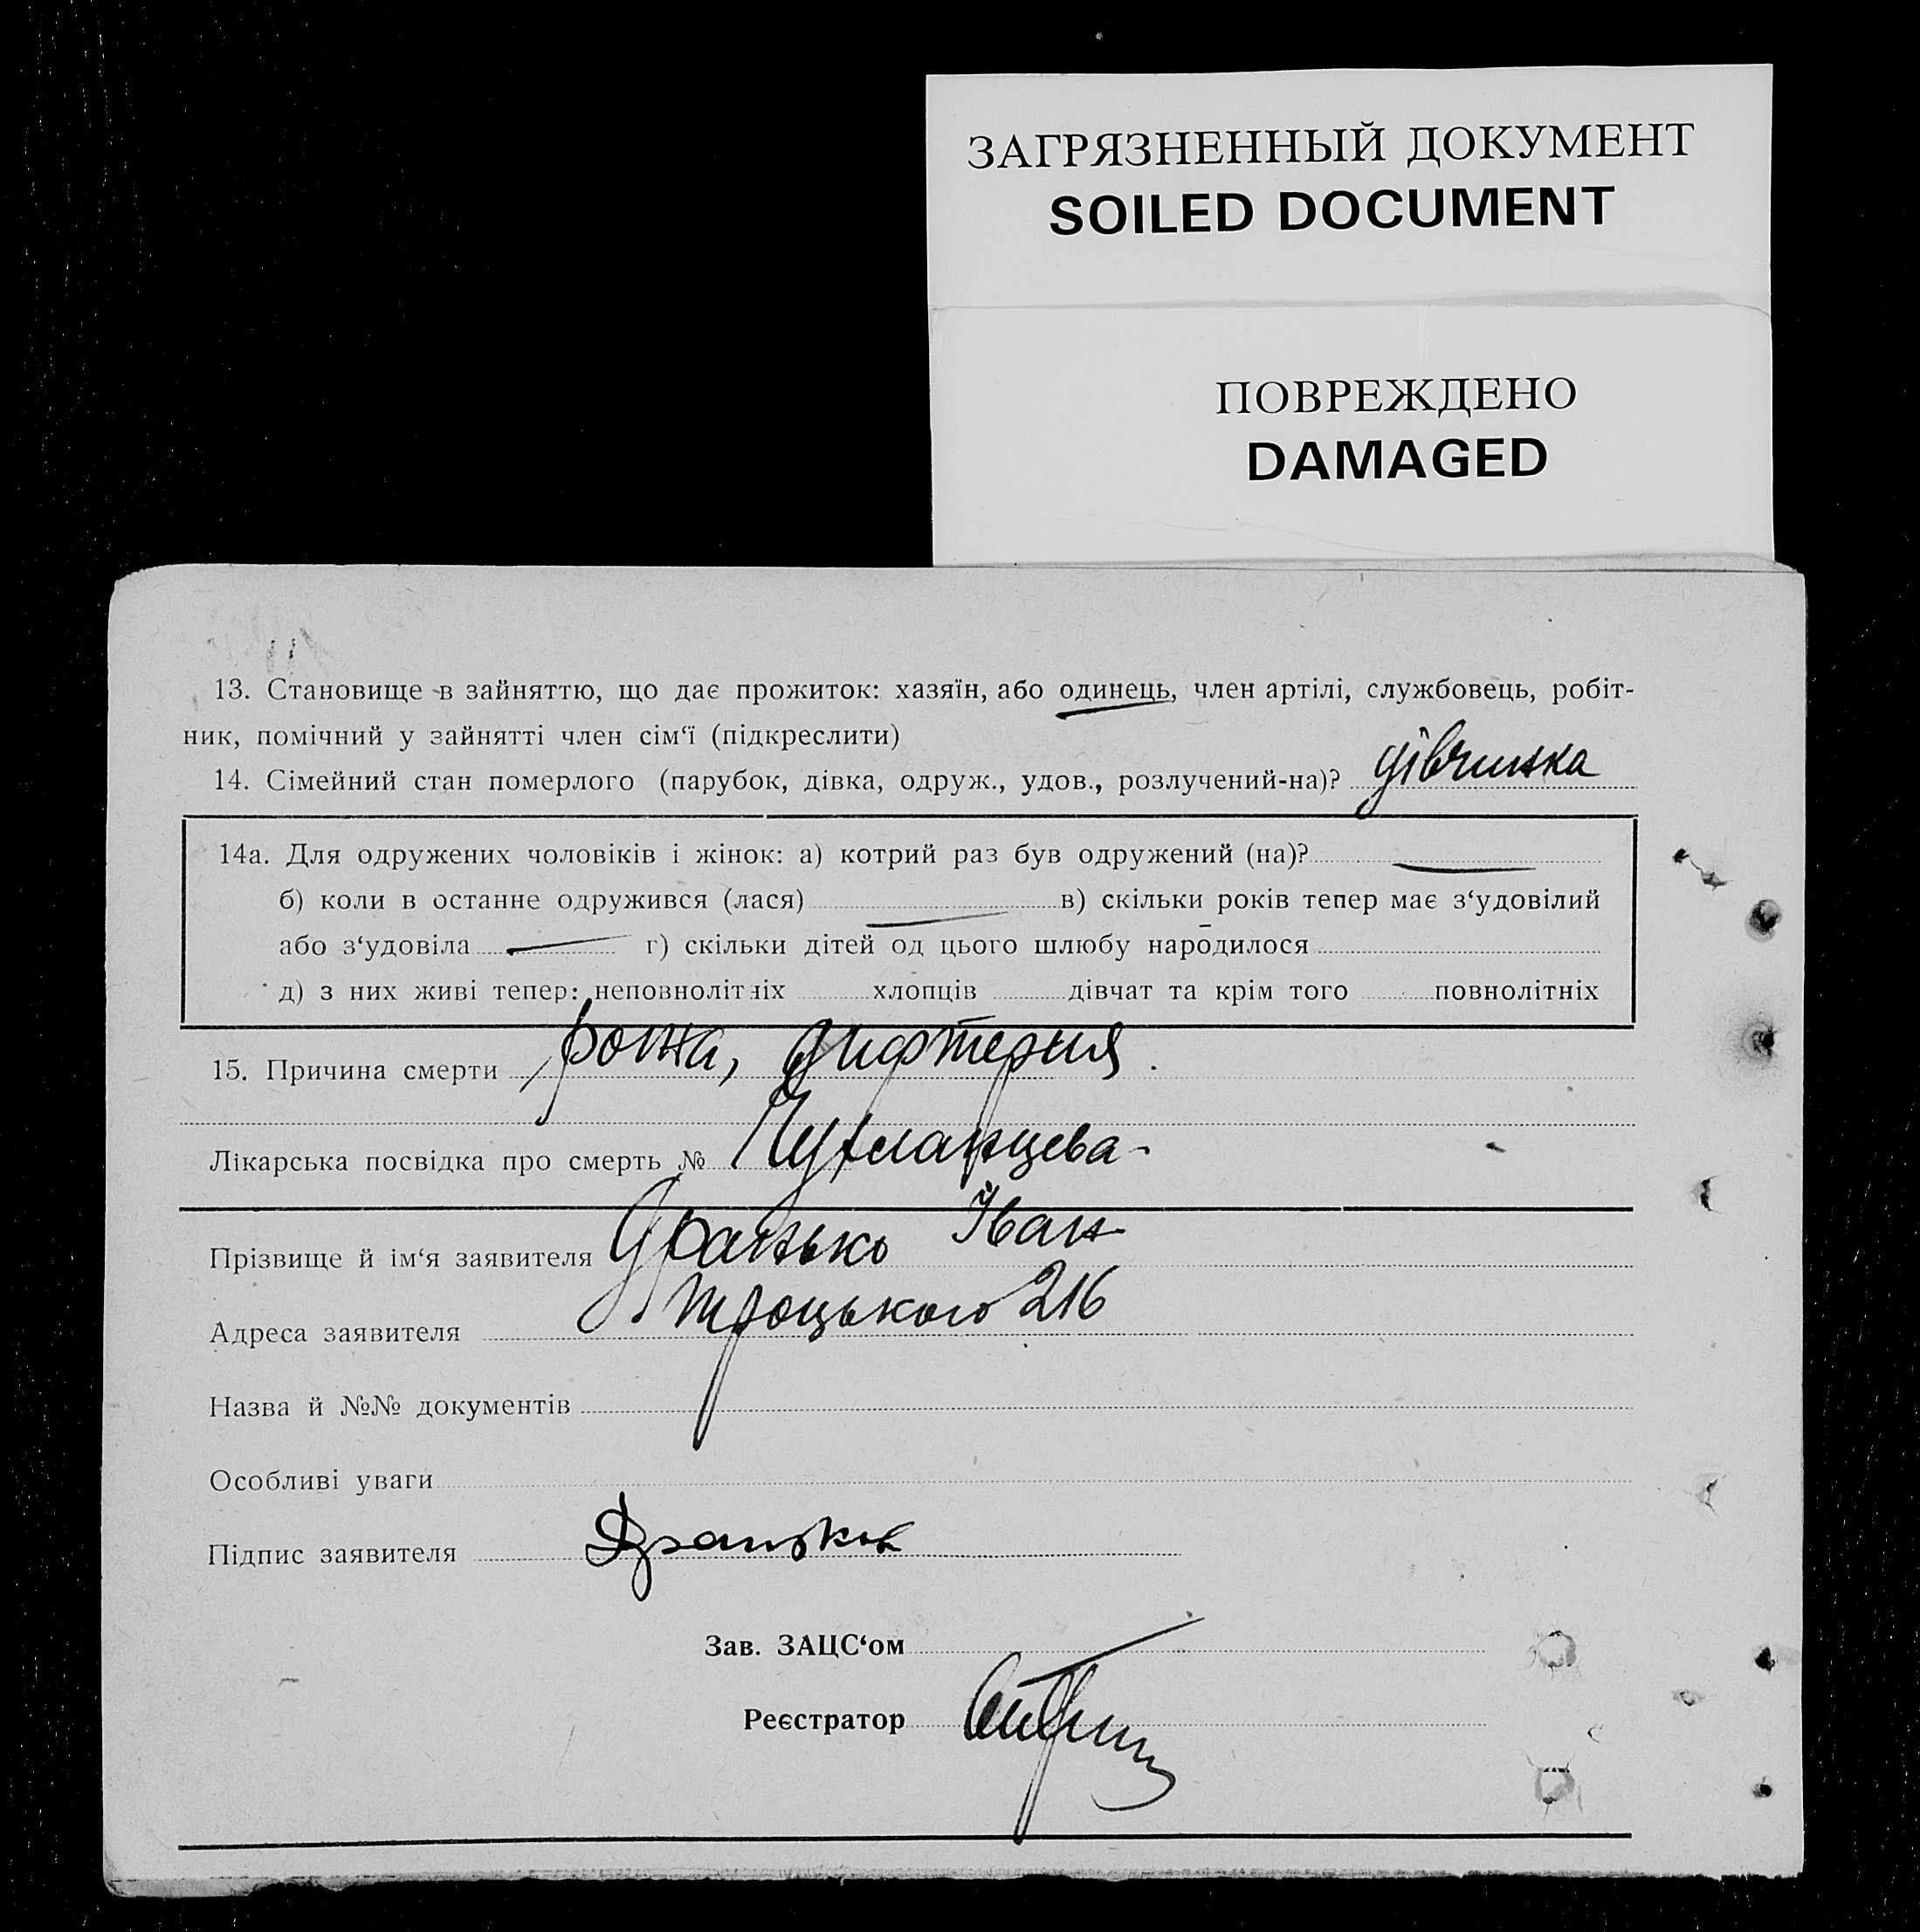 ЗАГРЯЗНЕННЫЙ ДОКУМЕНТ
SOILED DOCUMENT
ПОВРЕЖДЕНО
DAMAGED
13. Становище в зайняттю, що дає прожиток: хазяїн, або одинець, член артілі, службовець, робіт-
ник, помічний у зайнятті член сім‘ї (підкреслити)
14. Сімейний стан померлого (парубок, дівка, одруж., удов., розлучений-на)? дівчинка
14а. Для одружених чоловіків і жінок: а) котрий раз був одружений (на)?
б) коли в останнє одружився (лася) в) скільки років тепер має з‘удовілий
або з‘удовіла г) скільки дітей од цього шлюбу народилося
д) з них живі тепер: неповнолітніх хлопців дівчат та крім того повнолітніх
15. Причина смерти рожа, дифтерия.
Лікарська посвідка про смерть №
Прізвище й ім‘я заявителя Іван
Адреса заявителя Троцького 216
Назва й №№ документів
Особливі уваги
Підпис заявителя
Зав. ЗАЦС‘ом
Реєстратор